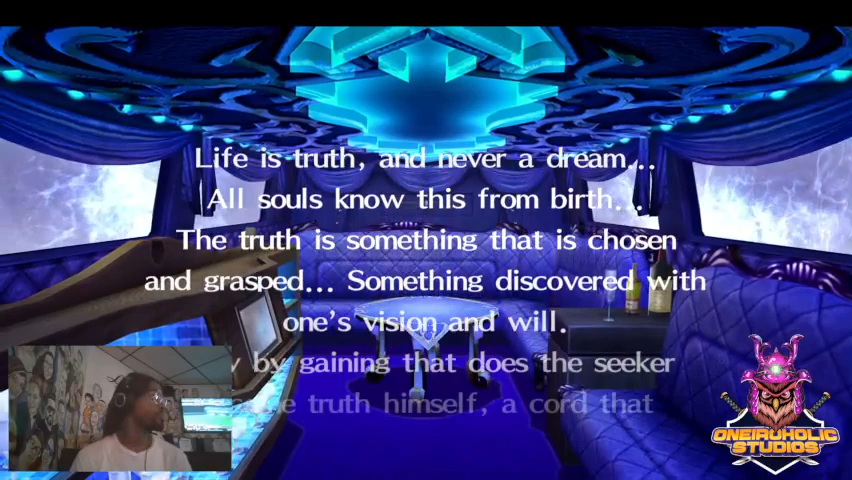 Life is truth, and never a dream...
All souls know this from birth...
The truth is something that is chosen
and grasped... Something discovered with
one's vision and will.
by gaining that does the seeker
truth himself, a cord that
ONEIROHOLIC
STUDIOS